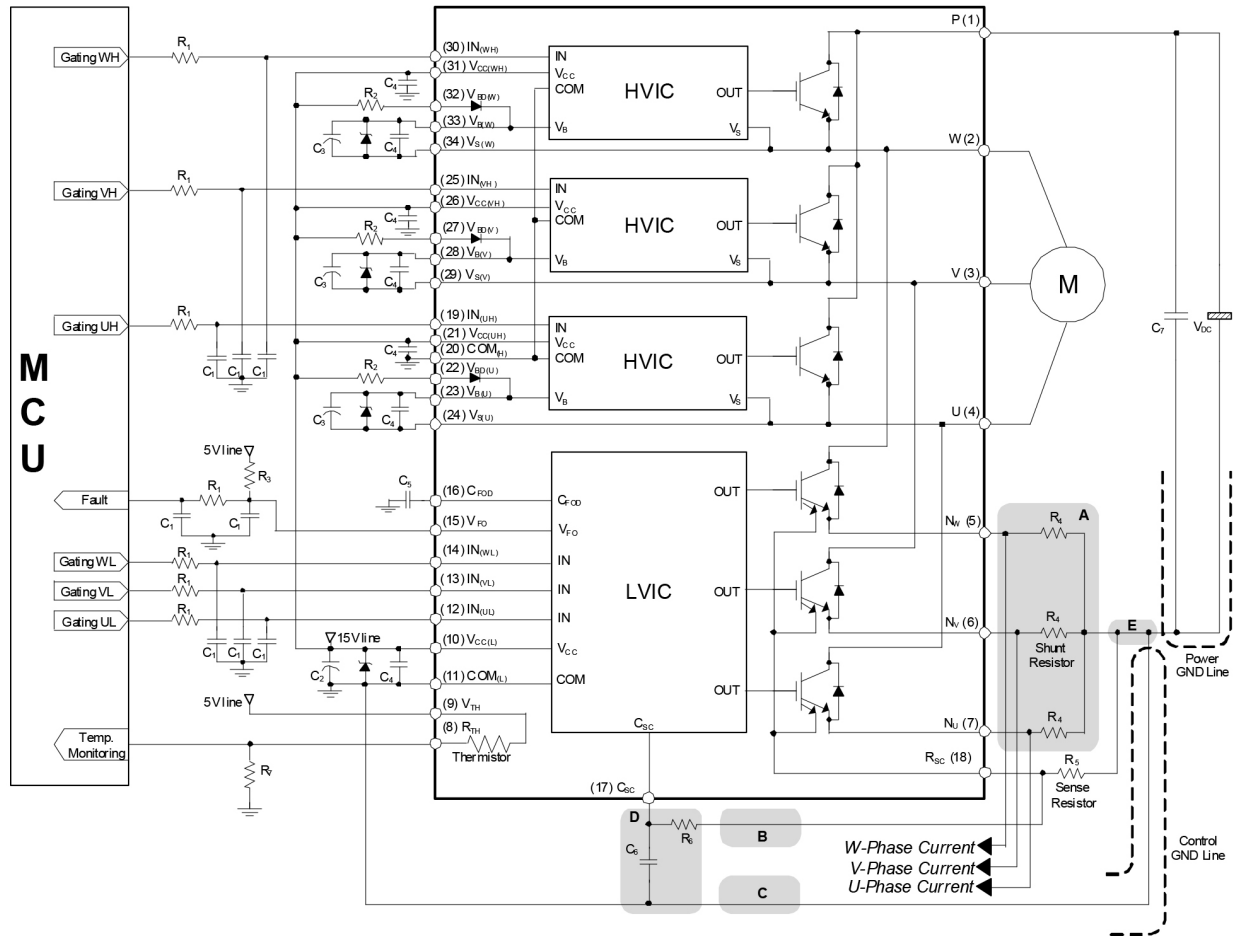 MCU
Gating WH
R1
(30) IN(WH)
(31) VCC(WH)
C4
R2
(32) VBD(W)
(33) VB(W)
C3
C4
(34) VS(W)
IN
VCC
COM
VB
HVIC
OUT
VS
P (1)
W (2)
Gating VH
R1
(25) IN(VH)
(26) VCC(VH)
C4
R2
(27) VBD(V)
(28) VB(V)
C3
C4
(29) VS(V)
IN
VCC
COM
VB
HVIC
OUT
VS
V (3)
M
C7
VDC
Gating UH
R1
C1
C1
C1
(19) IN(UH)
(21) VCC(UH)
C4
(20) COM(H)
R2
(22) VBD(U)
(23) VB(U)
C3
C4
(24) VS(U)
IN
VCC
COM
VB
HVIC
OUT
VS
U (4)
5V line
R3
Fault
R1
C1
C1
C5
(16) CFOD
(15) VFO
Gating WL
R1
(14) IN(WL)
Gating VL
R1
(13) IN(VL)
Gating UL
R1
(12) IN(UL)
C1
C1
C1
15V line
(10) VCC(L)
C2
C4
(11) COM(L)
CFOD
VFO
IN
IN
IN
VCC
COM
LVIC
OUT
OUT
OUT
CSC
5V line
(9) VTH
(8) RTH
Thermistor
Temp.
Monitoring
R7
(17) CSC
NW (5)
R4
A
NV (6)
R4
Shunt
Resistor
E
Power
GND Line
NU (7)
R4
RSC (18)
R5
Sense
Resistor
D
R6
C6
B
C
W-Phase Current
V-Phase Current
U-Phase Current
Control
GND Line